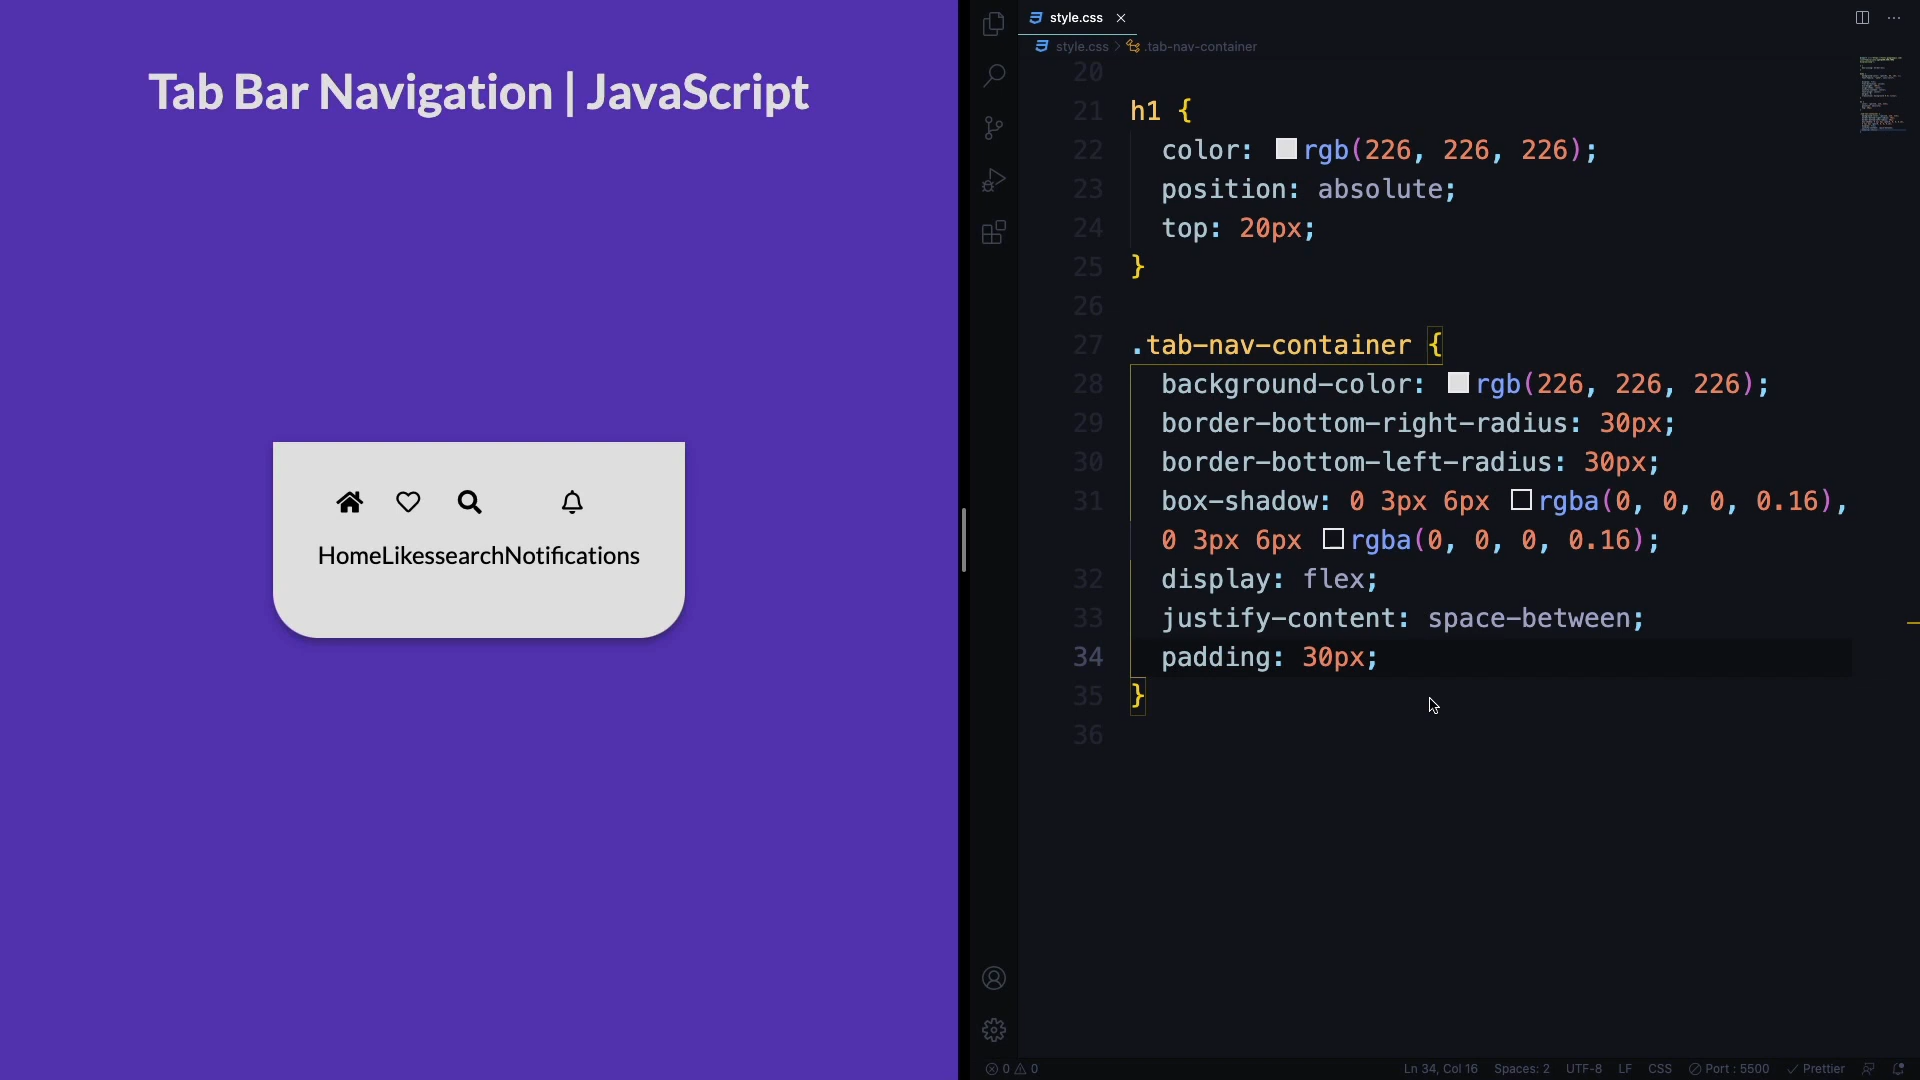 Tab Bar Navigation | JavaScript
HomeLikessearchNotifications
style.css
style.css > .tab-nav-container
20
21 h1 {
22 color: rgb(226, 226, 226);
23 position: absolute;
24 top: 20px;
25 }
26
27 .tab-nav-container {
28 background-color: rgb(226, 226, 226);
29 border-bottom-right-radius: 30px;
30 border-bottom-left-radius: 30px;
31 box-shadow: 0 3px 6px rgba(0, 0, 0, 0.16),
0 3px 6px rgba(0, 0, 0, 0.16);
32 display: flex;
33 justify-content: space-between;
34 padding: 30px;
35 }
36
0 0 Ln 34, Col 16 Spaces: 2 UTF-8 LF CSS Port : 5500 Prettier